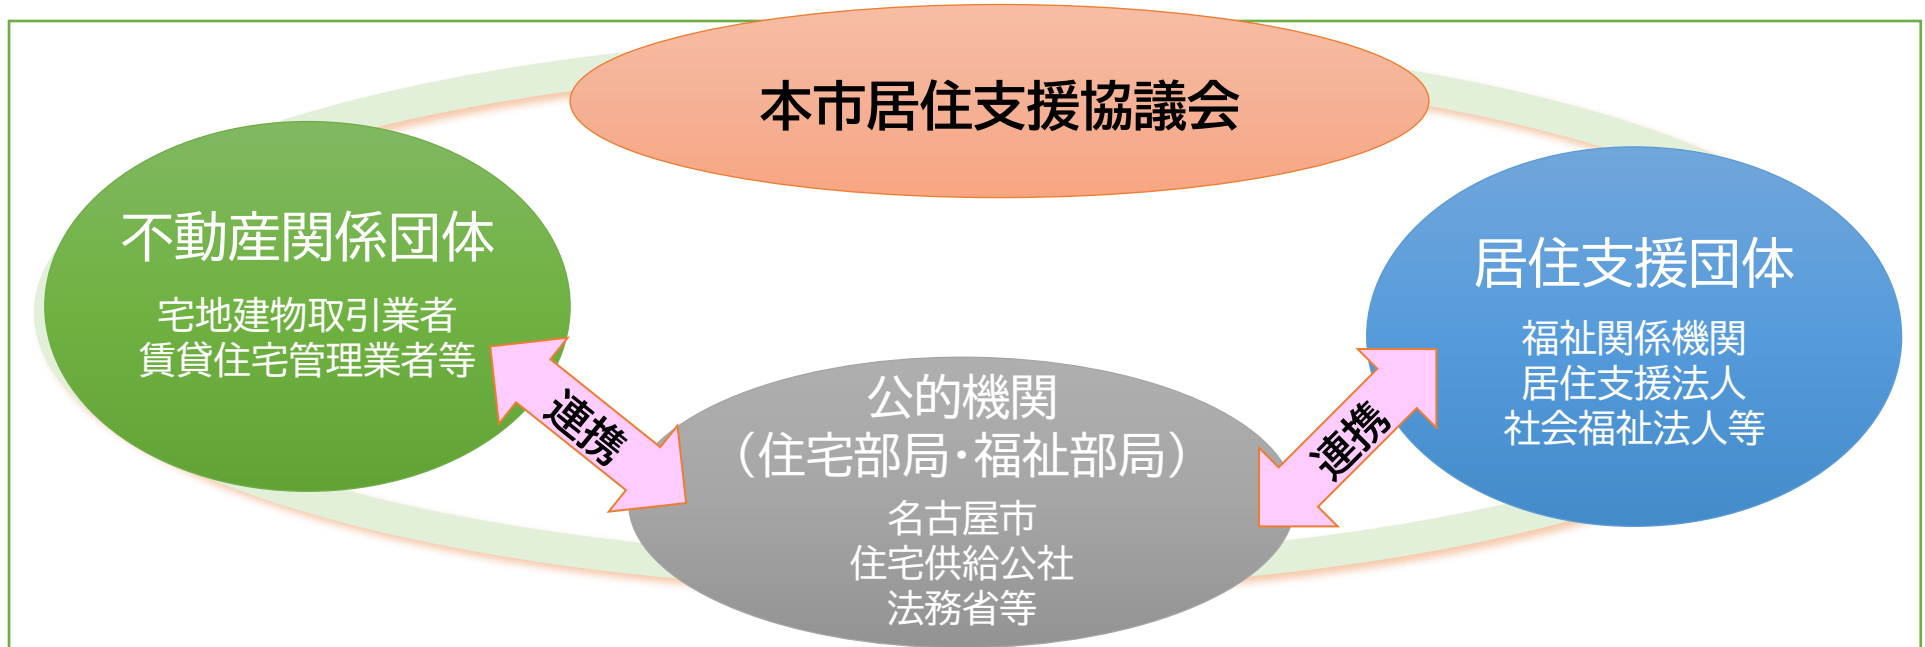 本市居住支援協議会
不動産関係団体
宅地建物取引業者
賃貸住宅管理業者等
連携
公的機関
（住宅部局・福祉部局）
名古屋市
住宅供給公社
法務省等
連携
居住支援団体
福祉関係機関
居住支援法人
社会福祉法人等